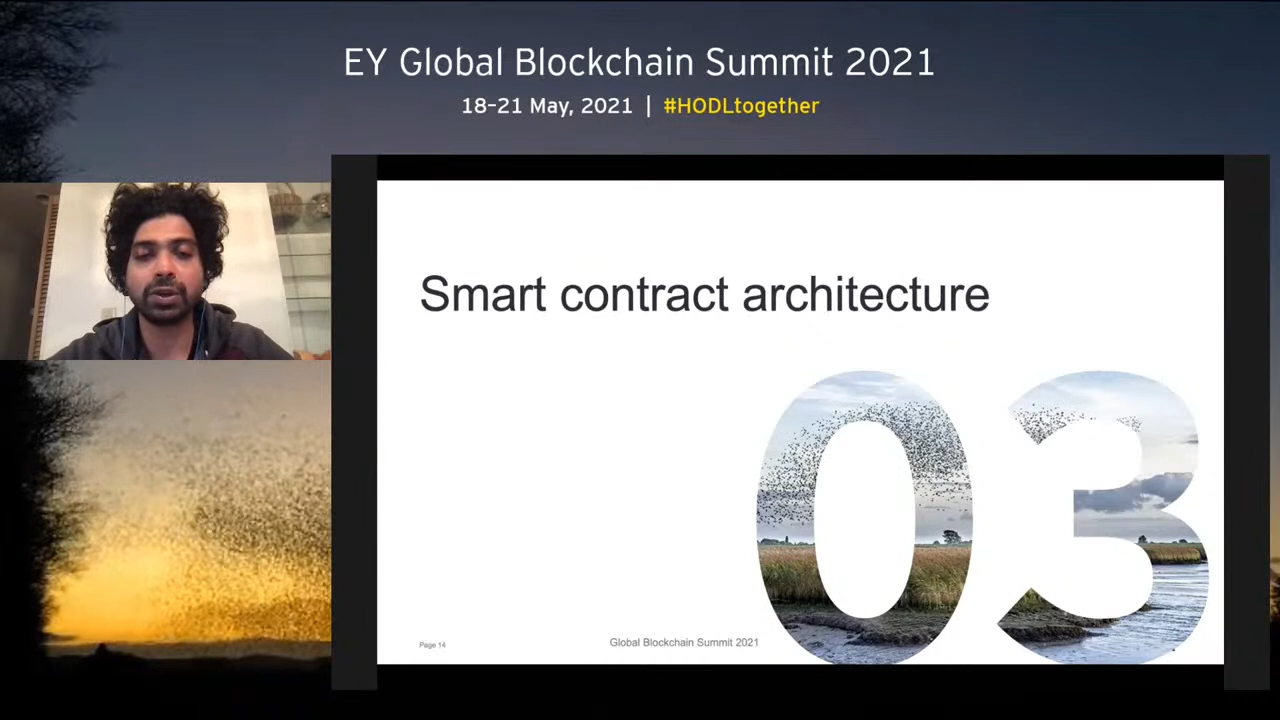 EY Global Blockchain Summit 2021
18–21 May, 2021 | #HODLtogether
Smart contract architecture
03
Page 14
Global Blockchain Summit 2021